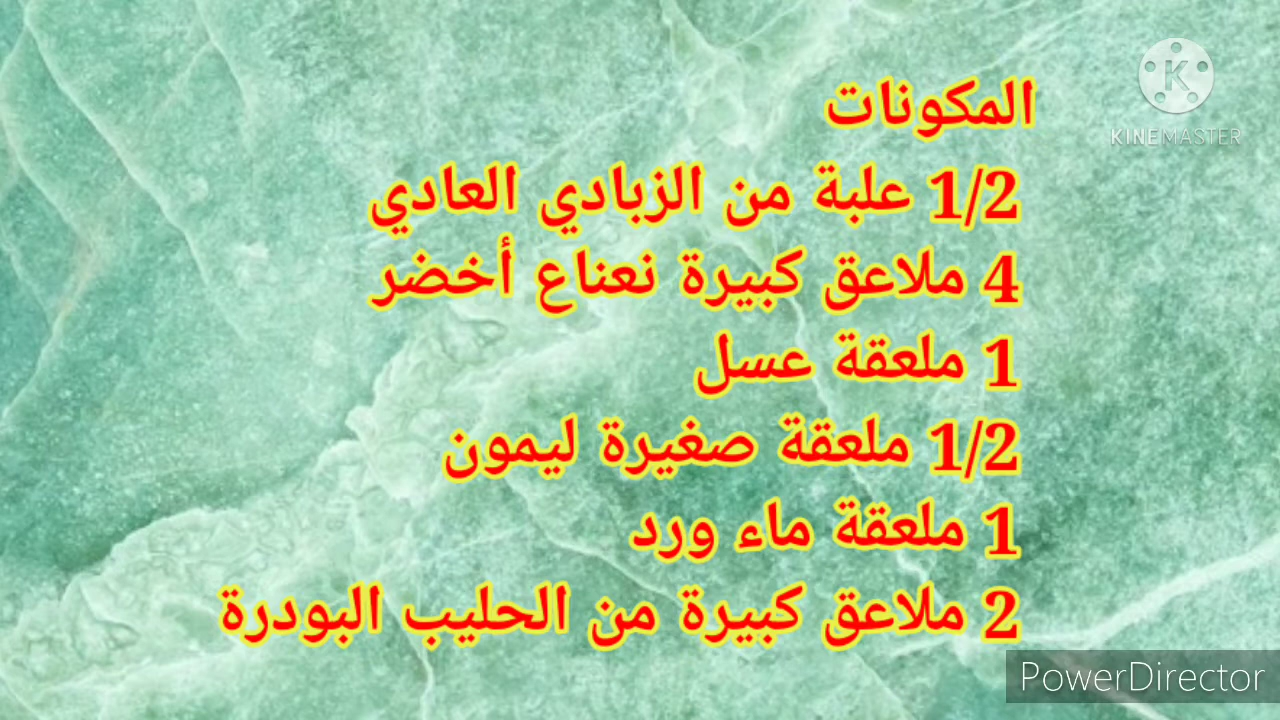 المكونات
1/2 علبة من الزبادي العادي
4 ملاعق كبيرة نعناع أخضر
1 ملعقة عسل
1/2 ملعقة صغيرة ليمون
1 ملعقة ماء ورد
2 ملاعق كبيرة من الحليب البودرة
K
KINEMASTER
PowerDirector